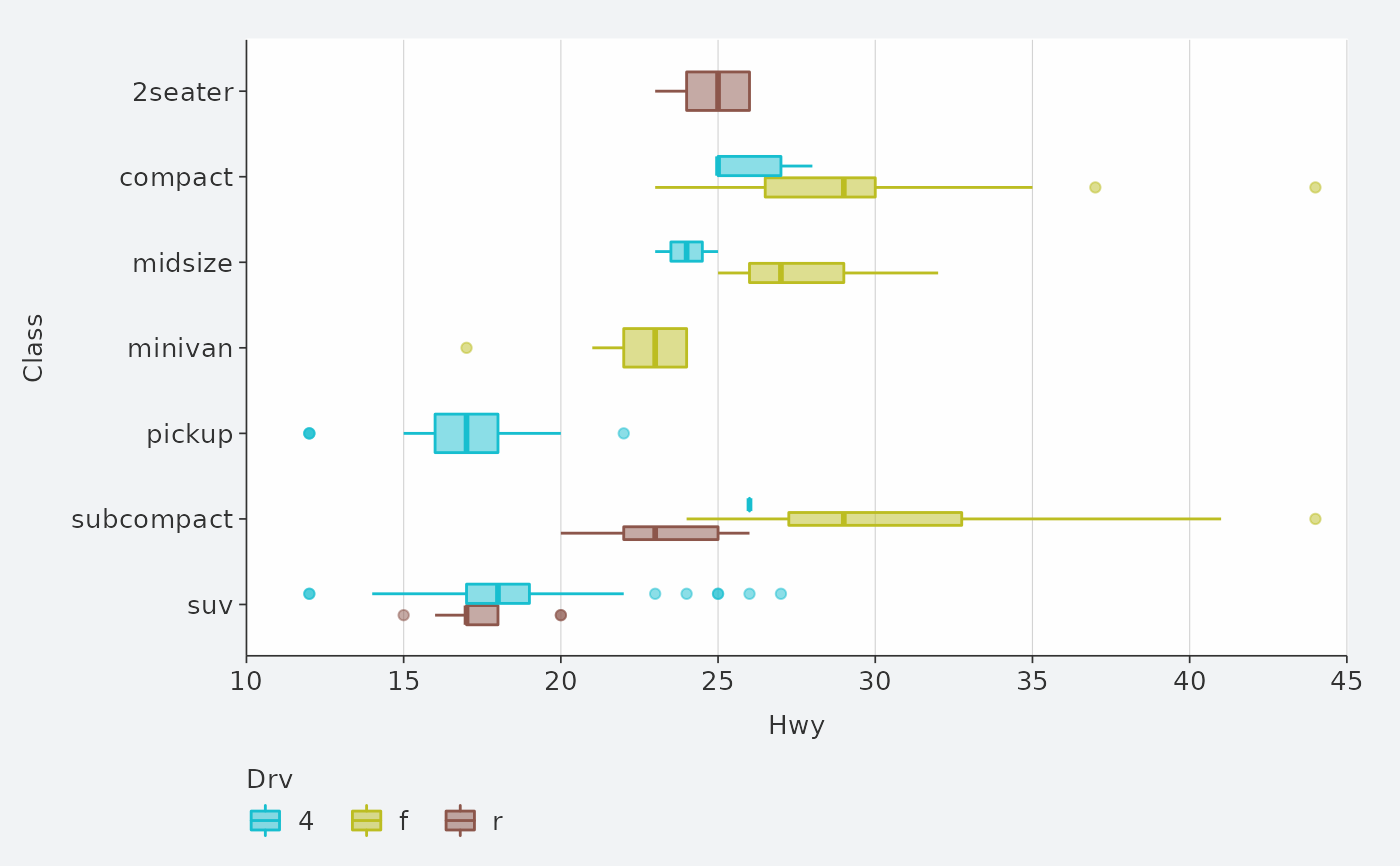 2seater
compact
midsize
minivan
pickup
subcompact
suv
Class
10 15 20 25 30 35 40 45
Hwy
Drv
4 f r